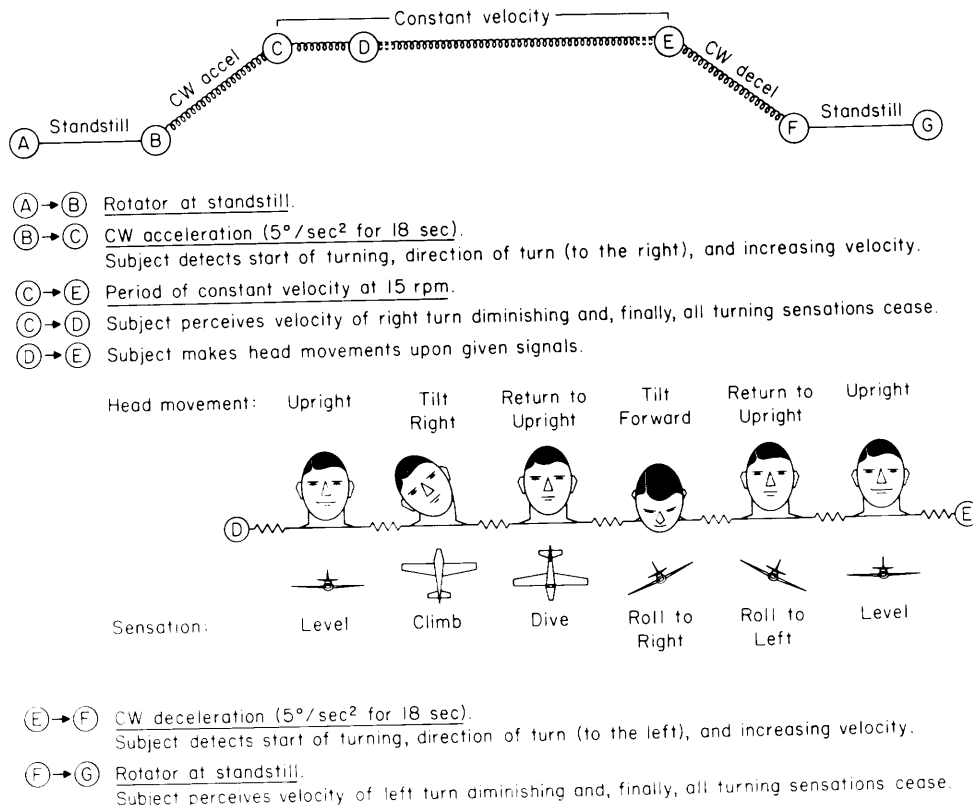 Constant velocity
C D E
CW accel
CW decel
Standstill
Standstill
A B F G
A → B Rotator at standstill.
B → C CW acceleration (5°/sec² for 18 sec).
Subject detects start of turning, direction of turn (to the right), and increasing velocity.
C → E Period of constant velocity at 15 rpm.
C → D Subject perceives velocity of right turn diminishing and, finally, all turning sensations cease.
D → E Subject makes head movements upon given signals.
Head movement: Upright Tilt Return to Tilt Return to Upright
Right Upright Forward Upright
D E
Sensation: Level Climb Dive Roll to Roll to Level
Right Left
E → F CW deceleration (5°/sec² for 18 sec).
Subject detects start of turning, direction of turn (to the left), and increasing velocity.
F → G Rotator at standstill.
Subject perceives velocity of left turn diminishing and, finally, all turning sensations cease.